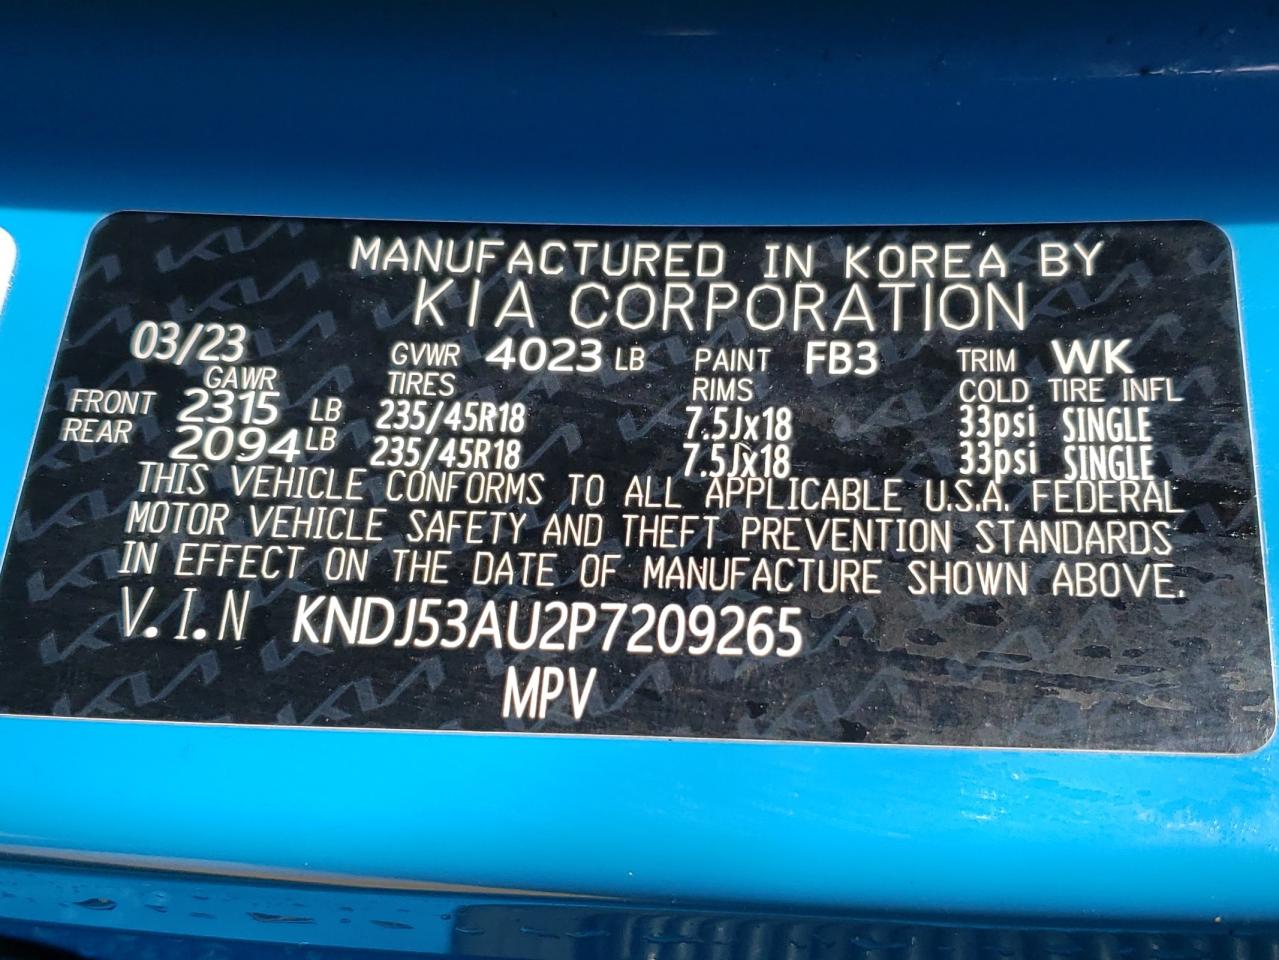 MANUFACTURED IN KOREA BY
KIA CORPORATION
03/23 GVWR 4023 LB PAINT FB3 TRIM WK
GAWR TIRES RIMS COLD TIRE INFL
FRONT 2315 LB 235/45R18 7.5Jx18 33psi SINGLE
REAR 2094 LB 235/45R18 7.5Jx18 33psi SINGLE
THIS VEHICLE CONFORMS TO ALL APPLICABLE U.S.A. FEDERAL
MOTOR VEHICLE SAFETY AND THEFT PREVENTION STANDARDS
IN EFFECT ON THE DATE OF MANUFACTURE SHOWN ABOVE.
V.I.N KNDJ53AU2P7209265
MPV